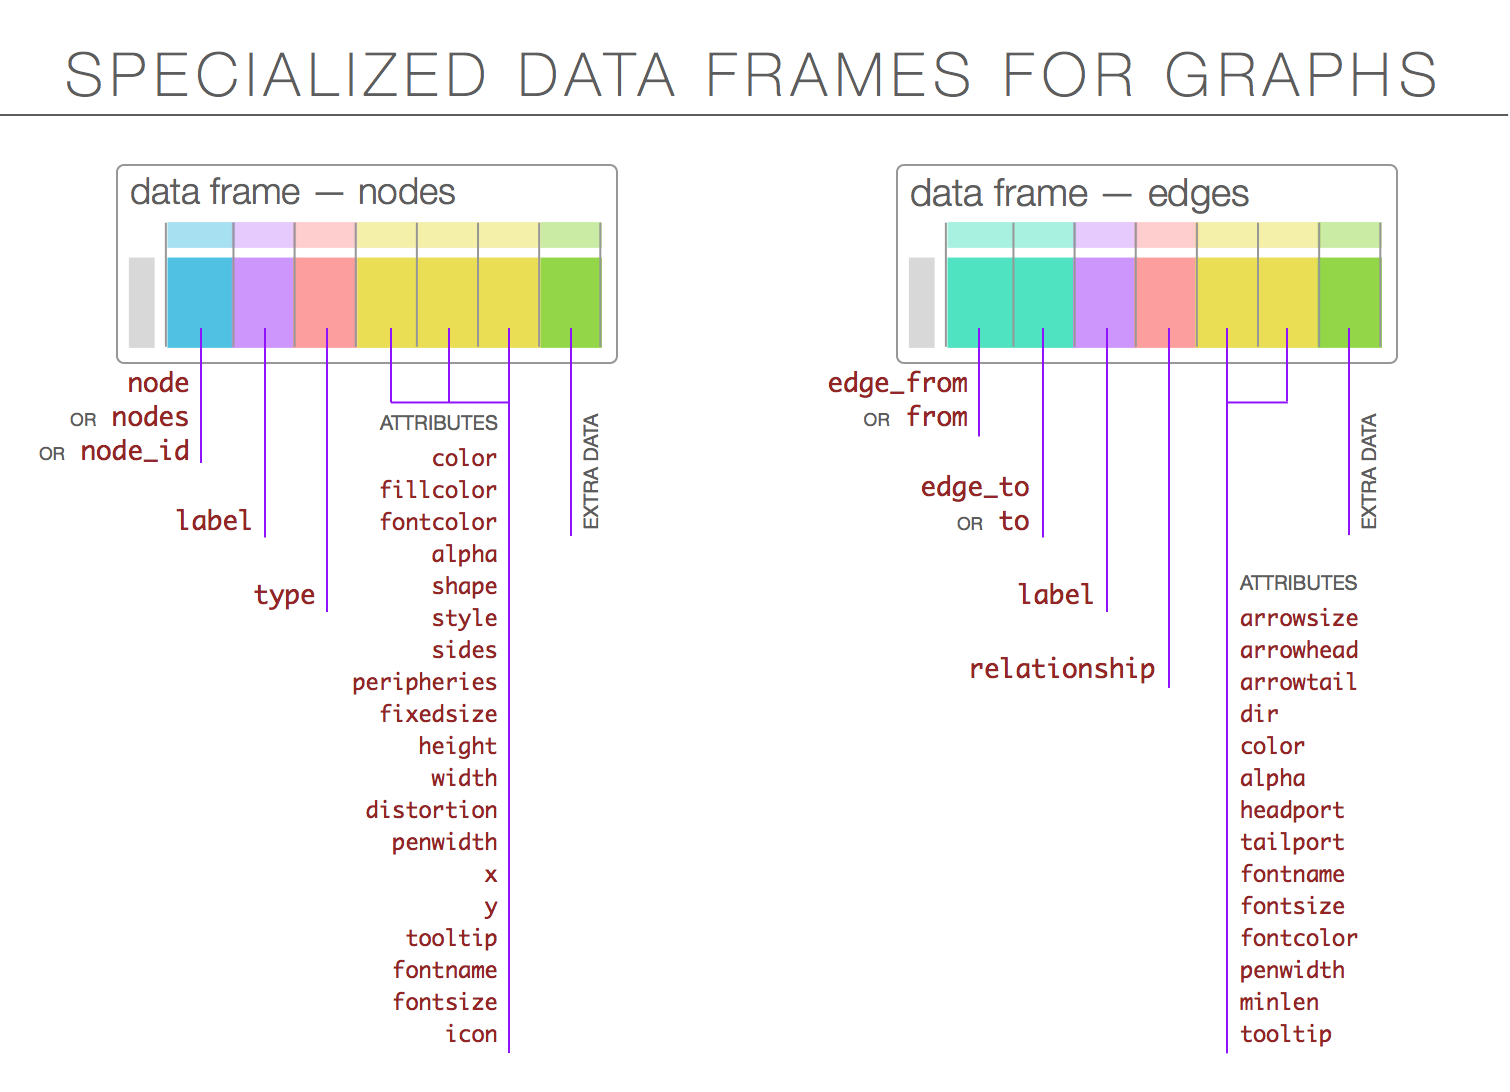 SPECIALIZED DATA FRAMES FOR GRAPHS
data frame — nodes
node
OR nodes
OR node_id
label
type
ATTRIBUTES
color
fillcolor
fontcolor
alpha
shape
style
sides
peripheries
fixedsize
height
width
distortion
penwidth
x
y
tooltip
fontname
fontsize
icon
EXTRA DATA
data frame — edges
edge_from
OR from
edge_to
OR to
label
relationship
ATTRIBUTES
arrowsize
arrowhead
arrowtail
dir
color
alpha
headport
tailport
fontname
fontsize
fontcolor
penwidth
minlen
tooltip
EXTRA DATA